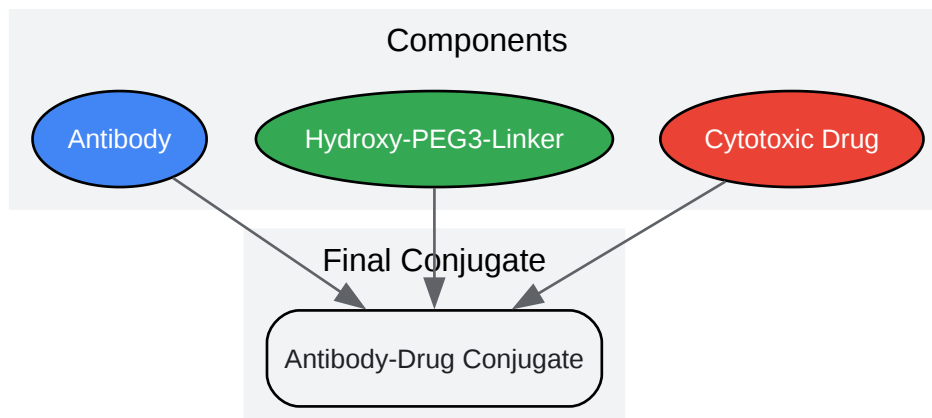 Components
Antibody
Hydroxy-PEG3-Linker
Cytotoxic Drug
Final Conjugate
Antibody-Drug Conjugate